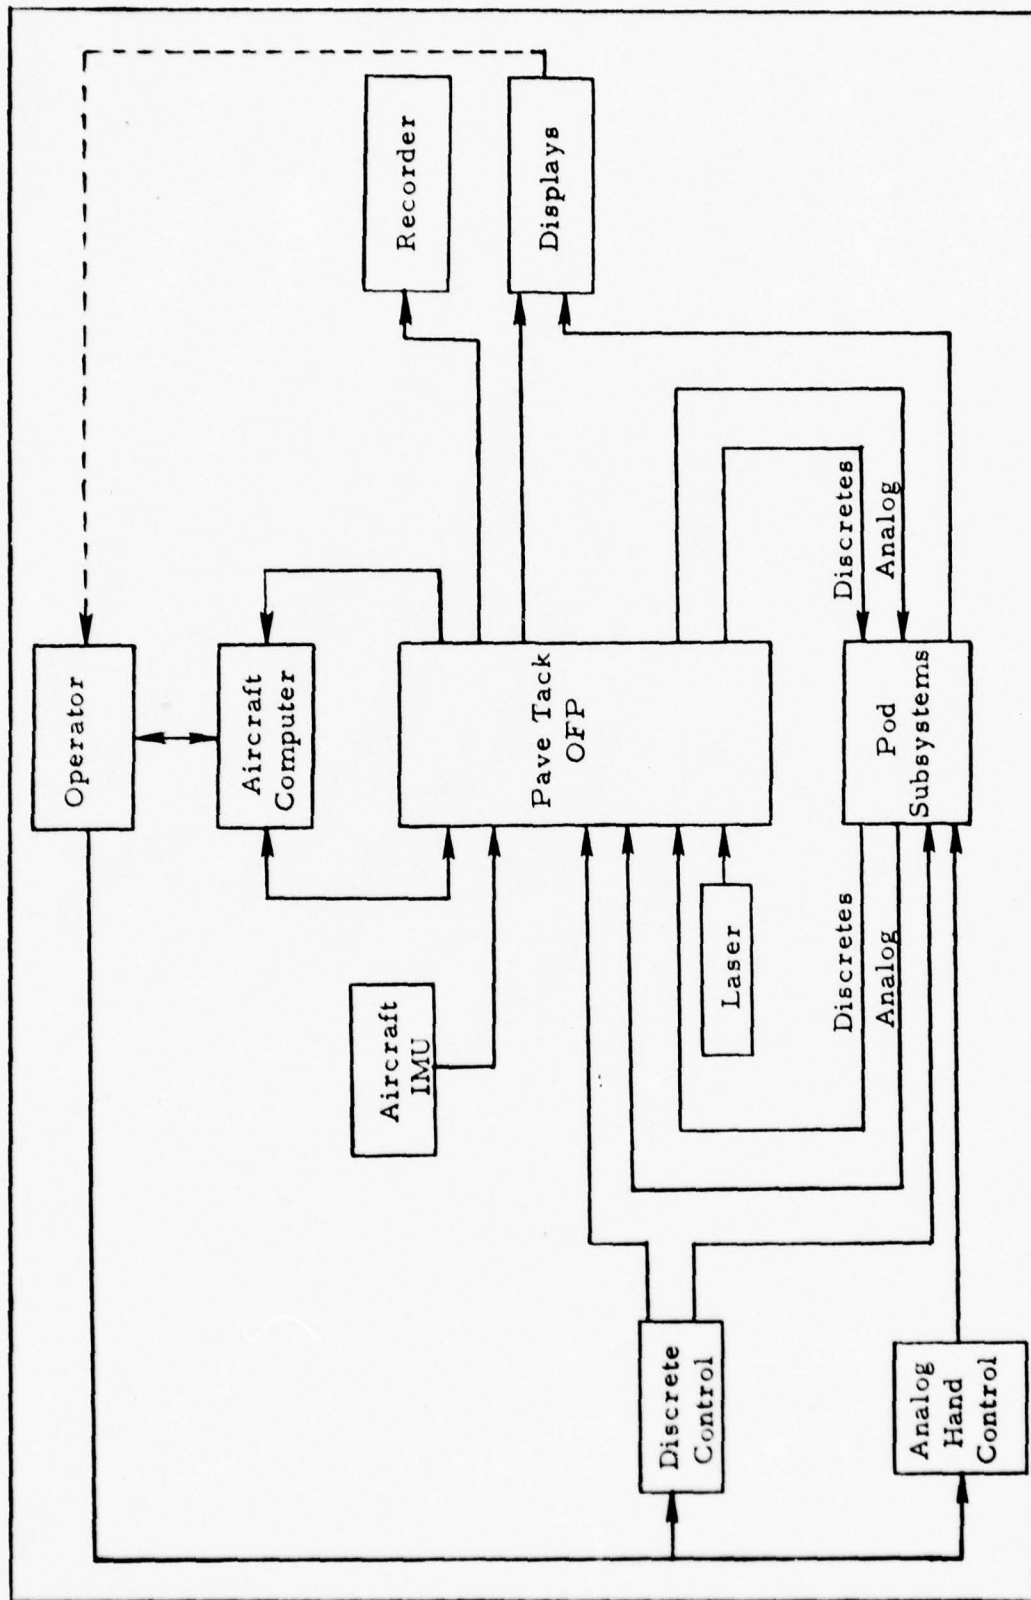 Operator
Aircraft
Computer
Recorder
Aircraft
IMU
Pave Tack
OFP
Displays
Laser
Discrete
Control
Discretes
Analog
Discretes
Analog
Pod
Subsystems
Analog
Hand
Control